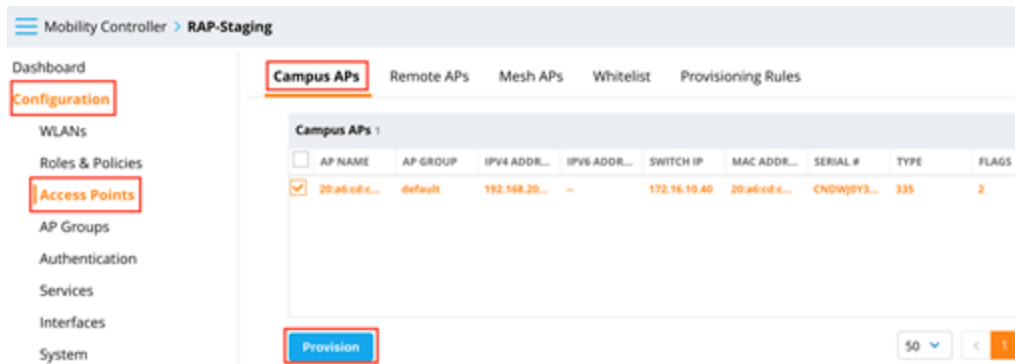 Mobility Controller > RAP-Staging
Dashboard
Configuration
WLANs
Roles & Policies
Access Points
AP Groups
Authentication
Services
Interfaces
System
Campus APs Remote APs Mesh APs Whitelist Provisioning Rules
Campus APs 1
AP NAME AP GROUP IPV4 ADDR... IPV6 ADDR... SWITCH IP MAC ADDR... SERIAL # TYPE FLAGS
20:a6:cd:c... default 192.168.20... -- 172.16.10.40 20:a6:cd:c... CNDWJ0Y3... 335 2
Provision
50 < 1